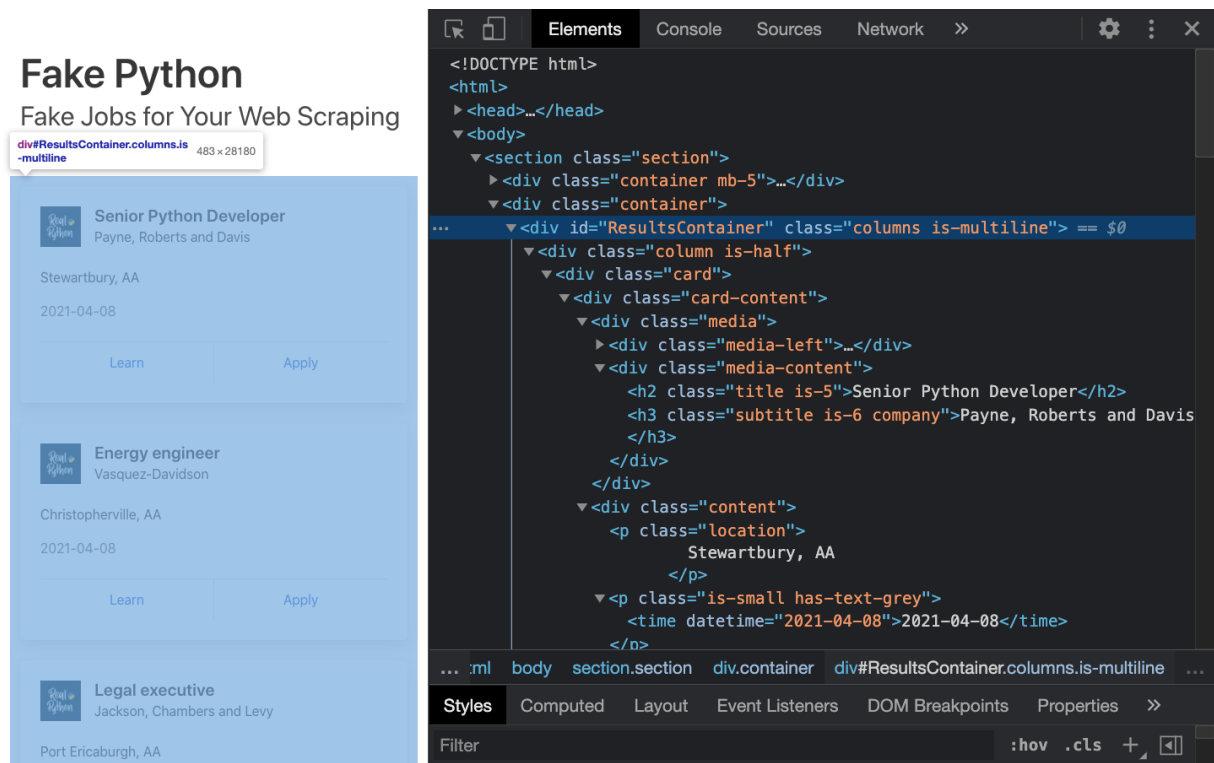 Fake Python
Fake Jobs for Your Web Scraping
div#ResultsContainer.columns.is
-multiline
483 × 28180
Real
Python
Senior Python Developer
Payne, Roberts and Davis
Stewartbury, AA
2021-04-08
Learn
Apply
Real
Python
Energy engineer
Vasquez-Davidson
Christopherville, AA
2021-04-08
Learn
Apply
Real
Python
Legal executive
Jackson, Chambers and Levy
Port Ericaburgh, AA
Elements Console Sources Network »
<!DOCTYPE html>
<html>
<head>…</head>
<body>
<section class="section">
<div class="container mb-5">…</div>
<div class="container">
… <div id="ResultsContainer" class="columns is-multiline"> == $0
<div class="column is-half">
<div class="card">
<div class="card-content">
<div class="media">
<div class="media-left">…</div>
<div class="media-content">
<h2 class="title is-5">Senior Python Developer</h2>
<h3 class="subtitle is-6 company">Payne, Roberts and Davis
</h3>
</div>
</div>
<div class="content">
<p class="location">
Stewartbury, AA
</p>
<p class="is-small has-text-grey">
<time datetime="2021-04-08">2021-04-08</time>
</p>
… ml body section.section div.container div#ResultsContainer.columns.is-multiline …
Styles Computed Layout Event Listeners DOM Breakpoints Properties »
Filter :hov .cls +